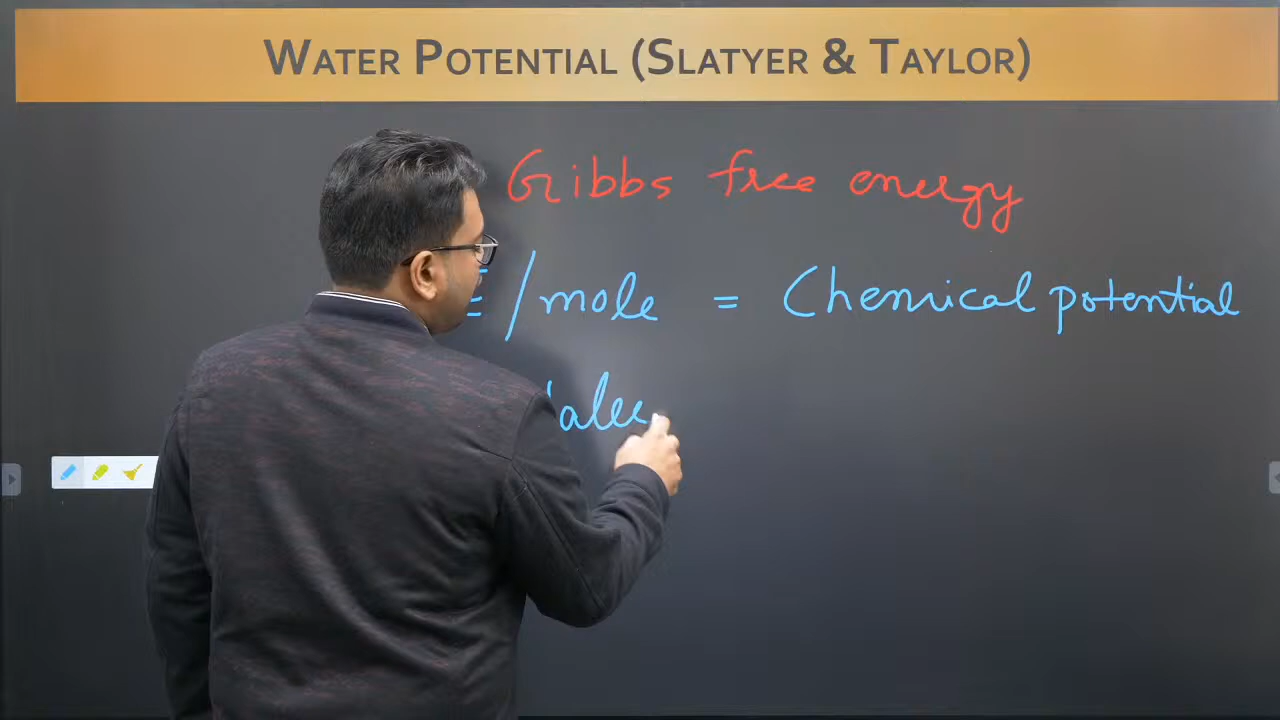 WATER POTENTIAL (SLATYER & TAYLOR)
Gibbs free energy
/mole = Chemical potential